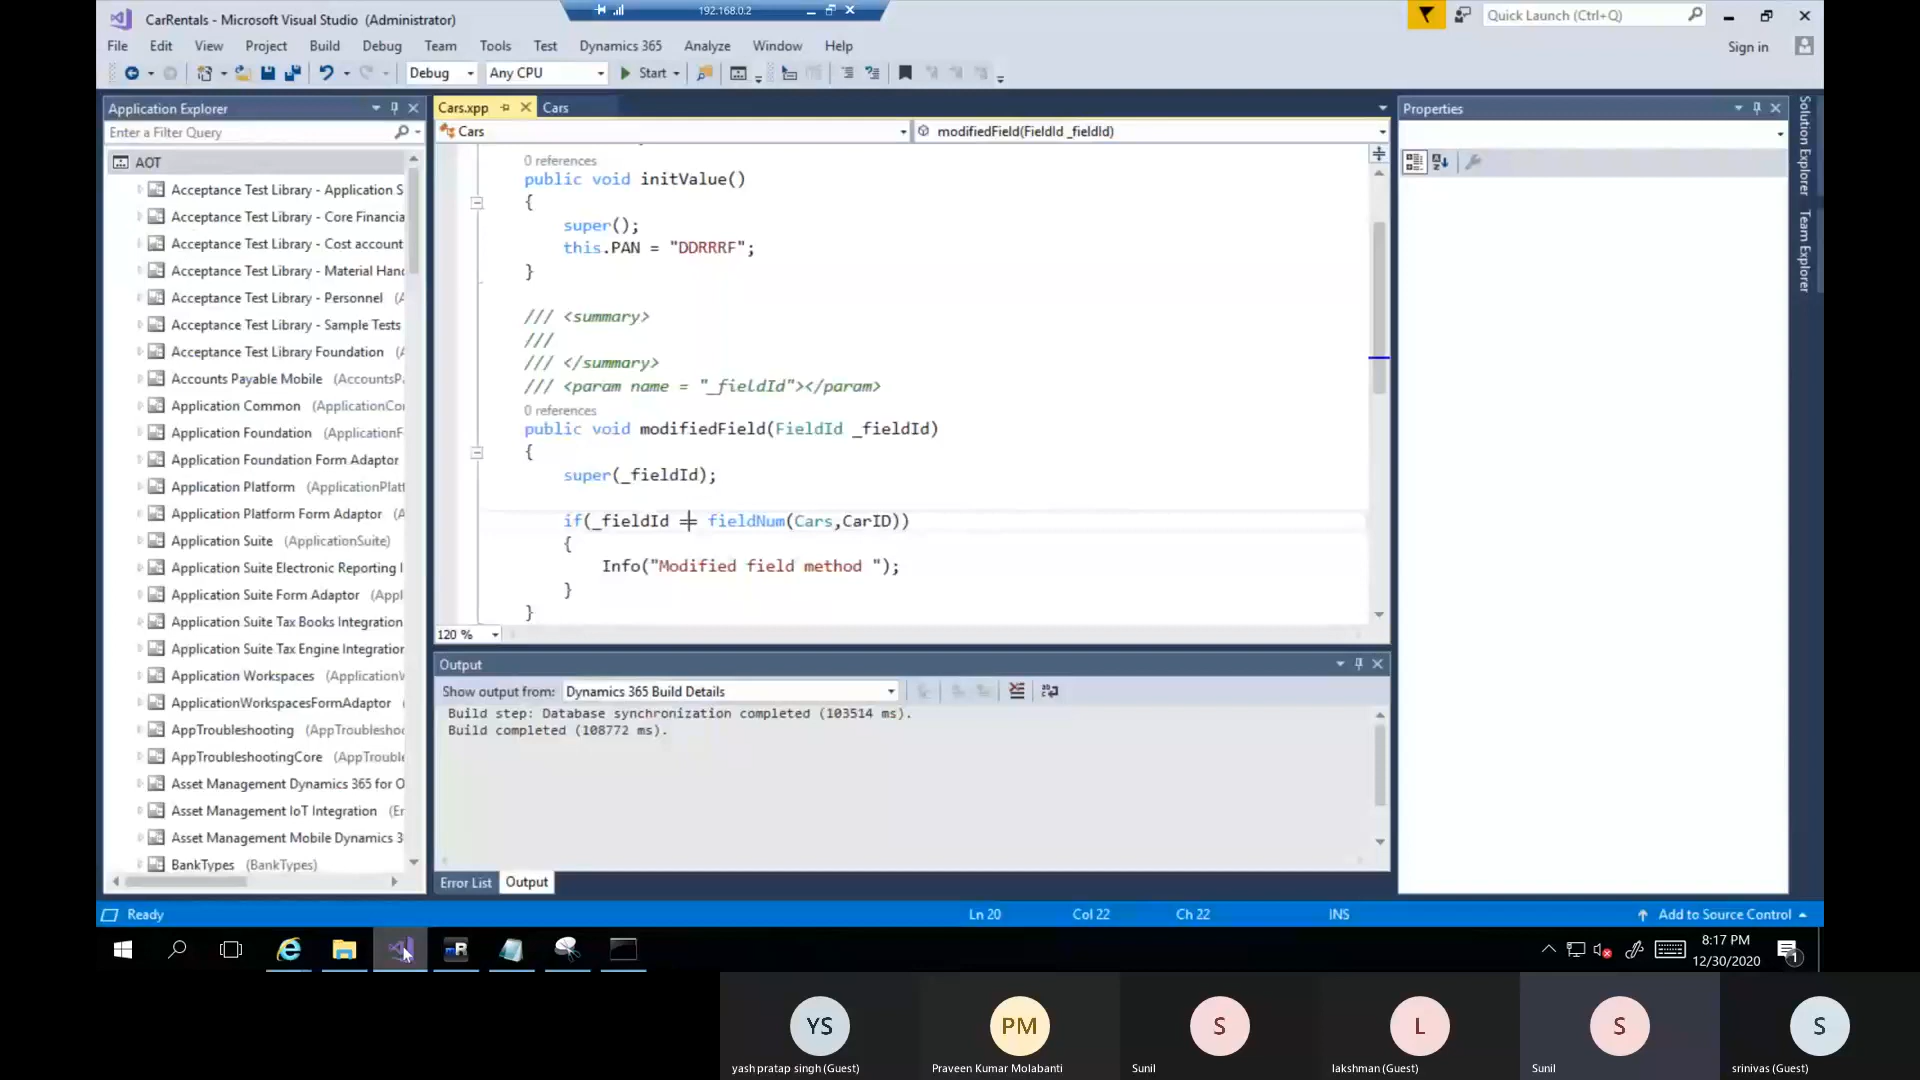 CarRentals - Microsoft Visual Studio (Administrator)
192.168.0.2
Quick Launch (Ctrl+Q)
File Edit View Project Build Debug Team Tools Test Dynamics 365 Analyze Window Help
Sign in
Debug Any CPU Start
Application Explorer
Enter a Filter Query
AOT
Acceptance Test Library - Application S
Acceptance Test Library - Core Financia
Acceptance Test Library - Cost account
Acceptance Test Library - Material Hand
Acceptance Test Library - Personnel (A
Acceptance Test Library - Sample Tests
Acceptance Test Library Foundation (A
Accounts Payable Mobile (AccountsPa
Application Common (ApplicationCor
Application Foundation (ApplicationF
Application Foundation Form Adaptor
Application Platform (ApplicationPlatf
Application Platform Form Adaptor
Application Suite (ApplicationSuite)
Application Suite Electronic Reporting I
Application Suite Form Adaptor (Appl
Application Suite Tax Books Integration
Application Suite Tax Engine Integration
Application Workspaces (ApplicationW
ApplicationWorkspacesFormAdaptor
AppTroubleshooting (AppTroubleshoo
AppTroubleshootingCore (AppTrouble
Asset Management Dynamics 365 for O
Asset Management IoT Integration (En
Asset Management Mobile Dynamics 3
BankTypes (BankTypes)
Cars.xpp Cars
Cars modifiedField(FieldId _fieldId)
0 references
public void initValue()
{
super();
this.PAN = "DDRRRF";
}
/// <summary>
///
/// </summary>
/// <param name = "_fieldId"></param>
0 references
public void modifiedField(FieldId _fieldId)
{
super(_fieldId);
if(_fieldId == fieldNum(Cars,CarID))
{
Info("Modified field method ");
}
}
120 %
Output
Show output from: Dynamics 365 Build Details
Build step: Database synchronization completed (103514 ms).
Build completed (108772 ms).
Error List Output
Properties
Solution Explorer
Team Explorer
Ready Ln 20 Col 22 Ch 22 INS Add to Source Control
8:17 PM
12/30/2020
1
YS PM S L S S
yash pratap singh (Guest) Praveen Kumar Molabanti Sunil lakshman (Guest) Sunil srinivas (Guest)